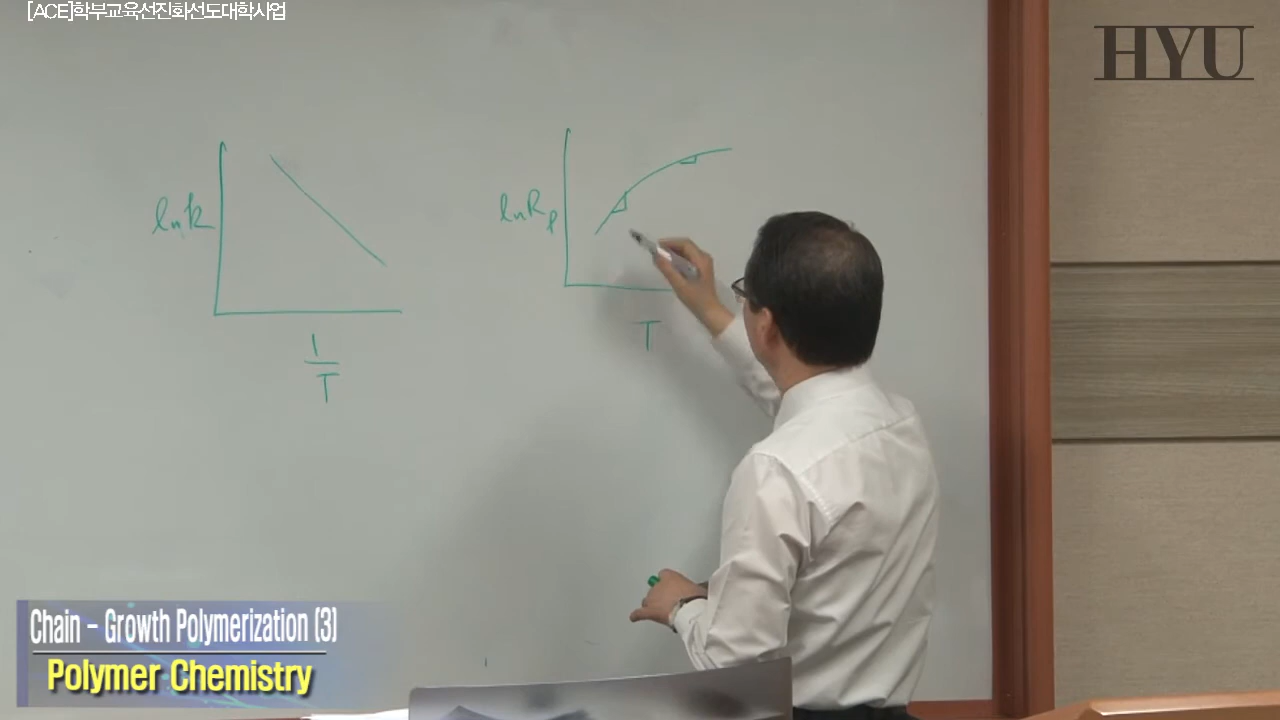 [ACE]학부교육선진화선도대학사업
HYU
ln k
1
T
ln Rp
T
Chain - Growth Polymerization (3)
Polymer Chemistry